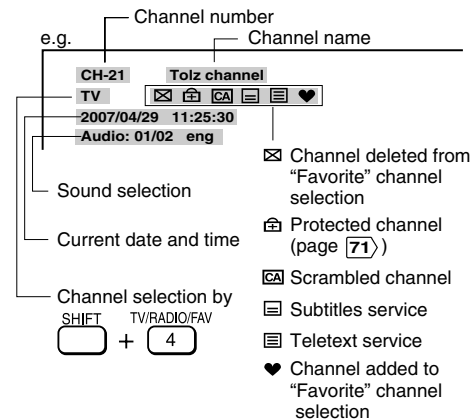 Channel number
e.g.
Channel name
CH-21 Tolz channel
TV CA
2007/04/29 11:25:30
Audio: 01/02 eng
Sound selection
Current date and time
Channel selection by
SHIFT TV/RADIO/FAV
+ 4
Channel deleted from
“Favorite” channel
selection
Protected channel
(page 71)
CA Scrambled channel
Subtitles service
Teletext service
Channel added to
“Favorite” channel
selection